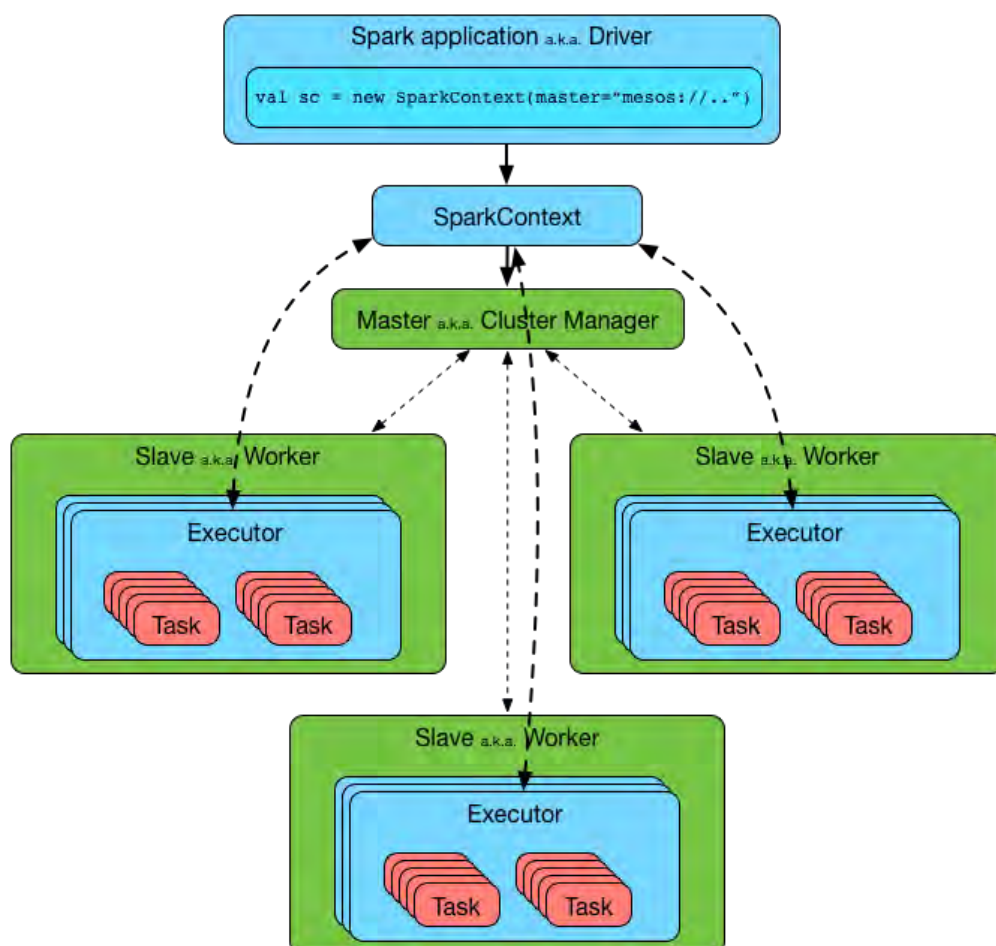 Spark application a.k.a. Driver
val sc = new SparkContext(master="mesos://..")
SparkContext
Master a.k.a. Cluster Manager
Slave a.k.a. Worker
Executor
Task Task
Slave a.k.a. Worker
Executor
Task Task
Slave a.k.a. Worker
Executor
Task Task